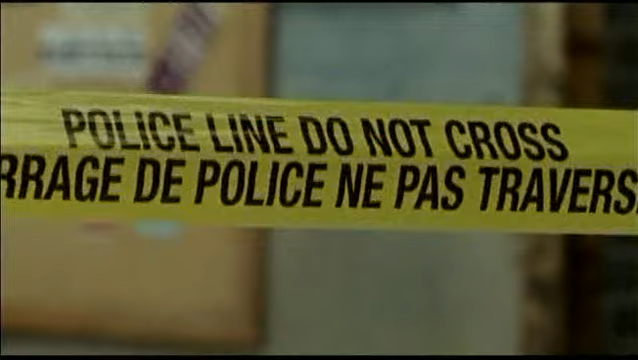 POLICE LINE DO NOT CROSS
RRAGE DE POLICE NE PAS TRAVERS